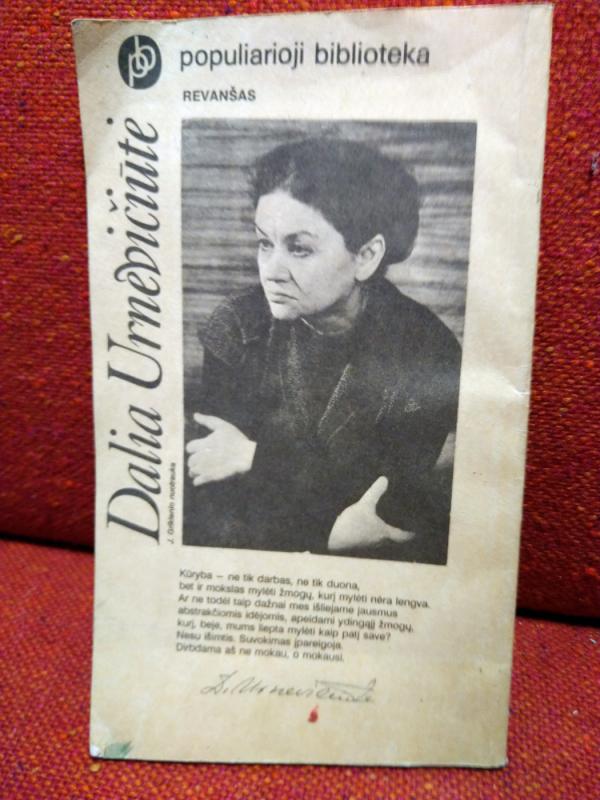 pb
populiarioji biblioteka
REVANŠAS
Dalia Urnevičiūtė
J. Grikienio nuotrauka
Kūryba — ne tik darbas, ne tik duona,
bet ir mokslas mylėti žmogų, kurį mylėti nėra lengva.
Ar ne todėl taip dažnai mes išliejame jausmus
abstrakčiomis idėjomis, apeidami ydingąjį žmogų,
kurį, beje, mums liepta mylėti kaip patį save?
Nesu išimtis. Suvokimas įpareigoja.
Dirbdama aš ne mokau, o mokausi.
D. Urnevičiūtė